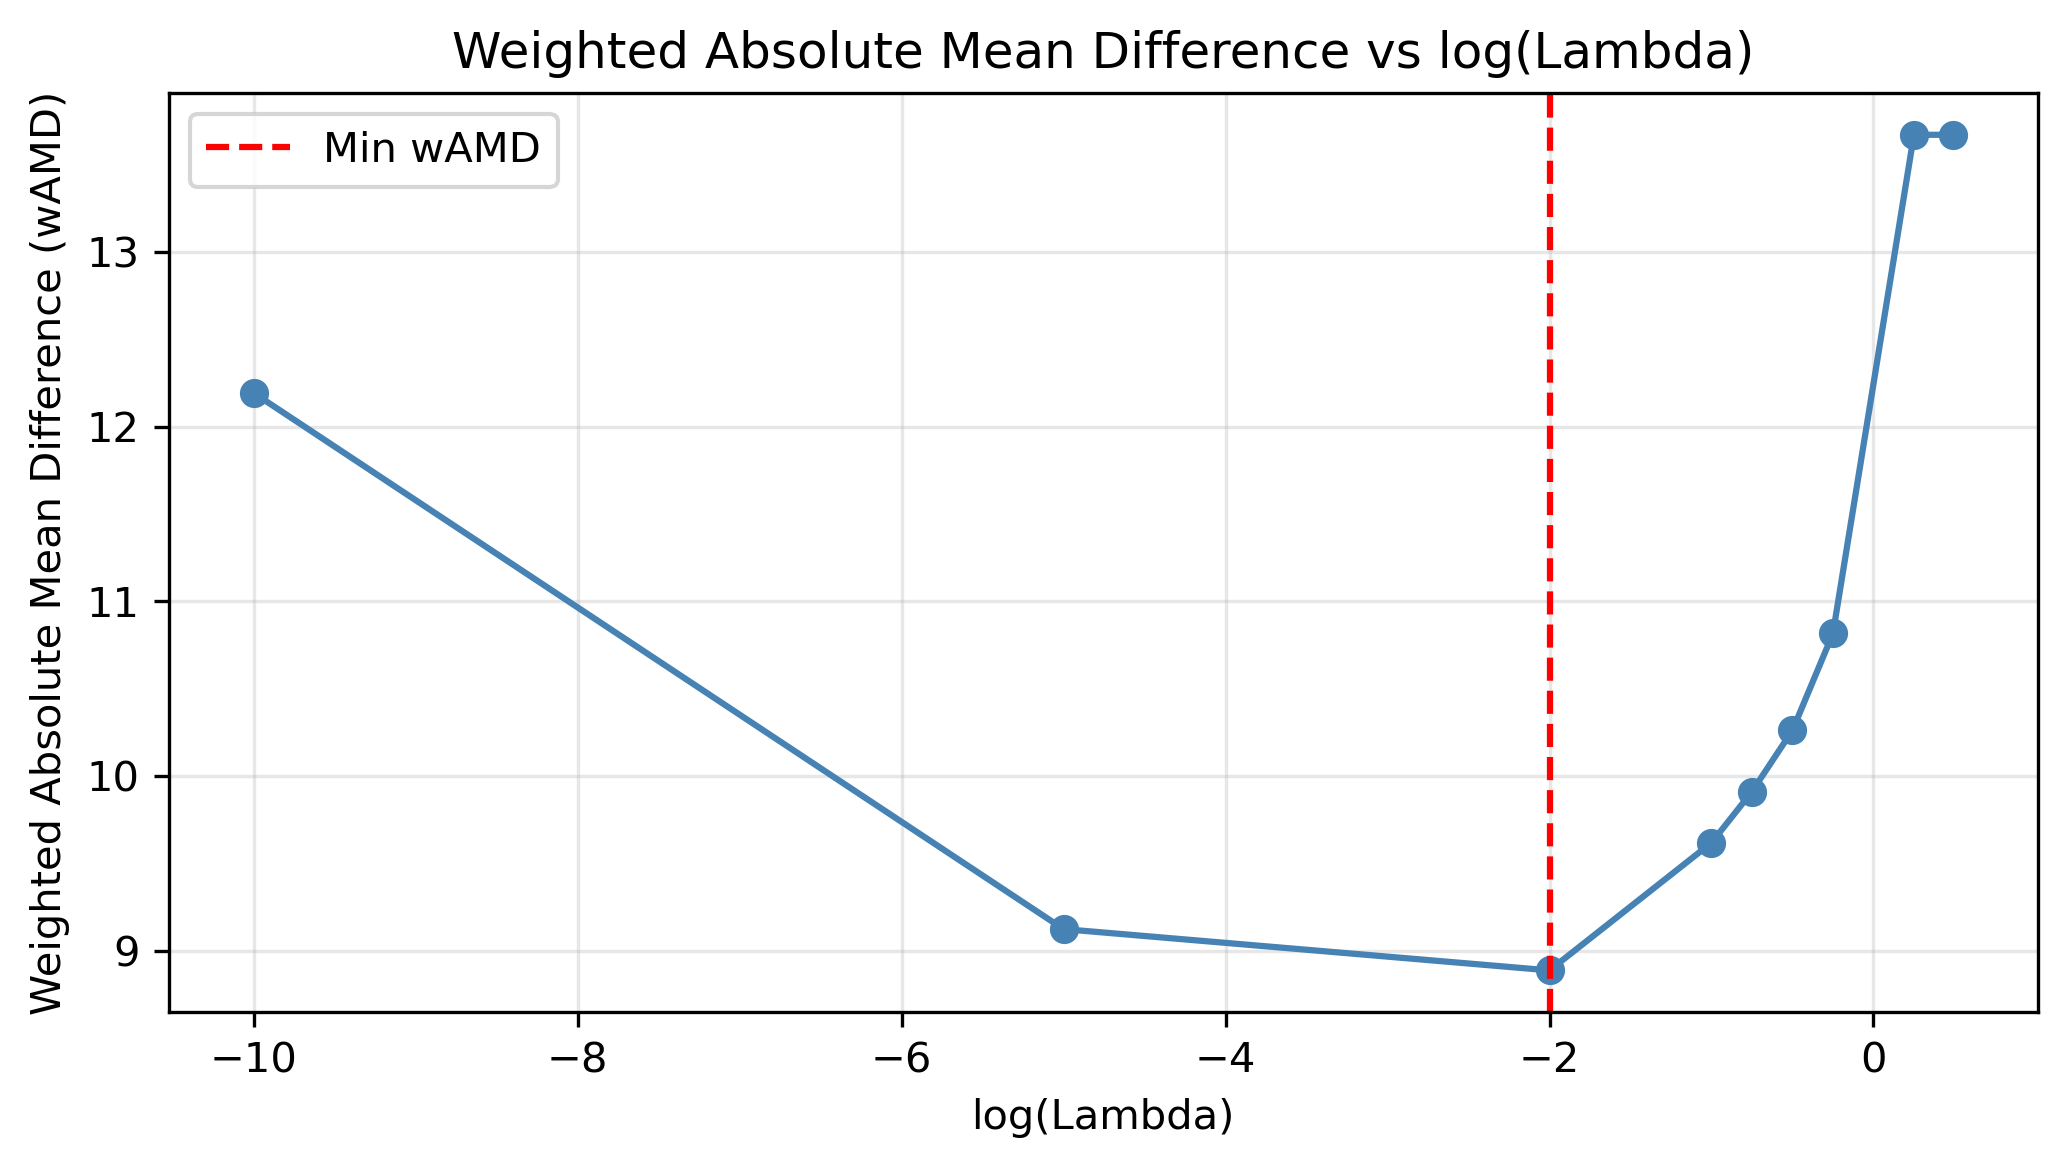 Weighted Absolute Mean Difference vs log(Lambda)
Min wAMD
Weighted Absolute Mean Difference (wAMD)
13
12
11
10
9
−10
−8
−6
−4
−2
0
log(Lambda)